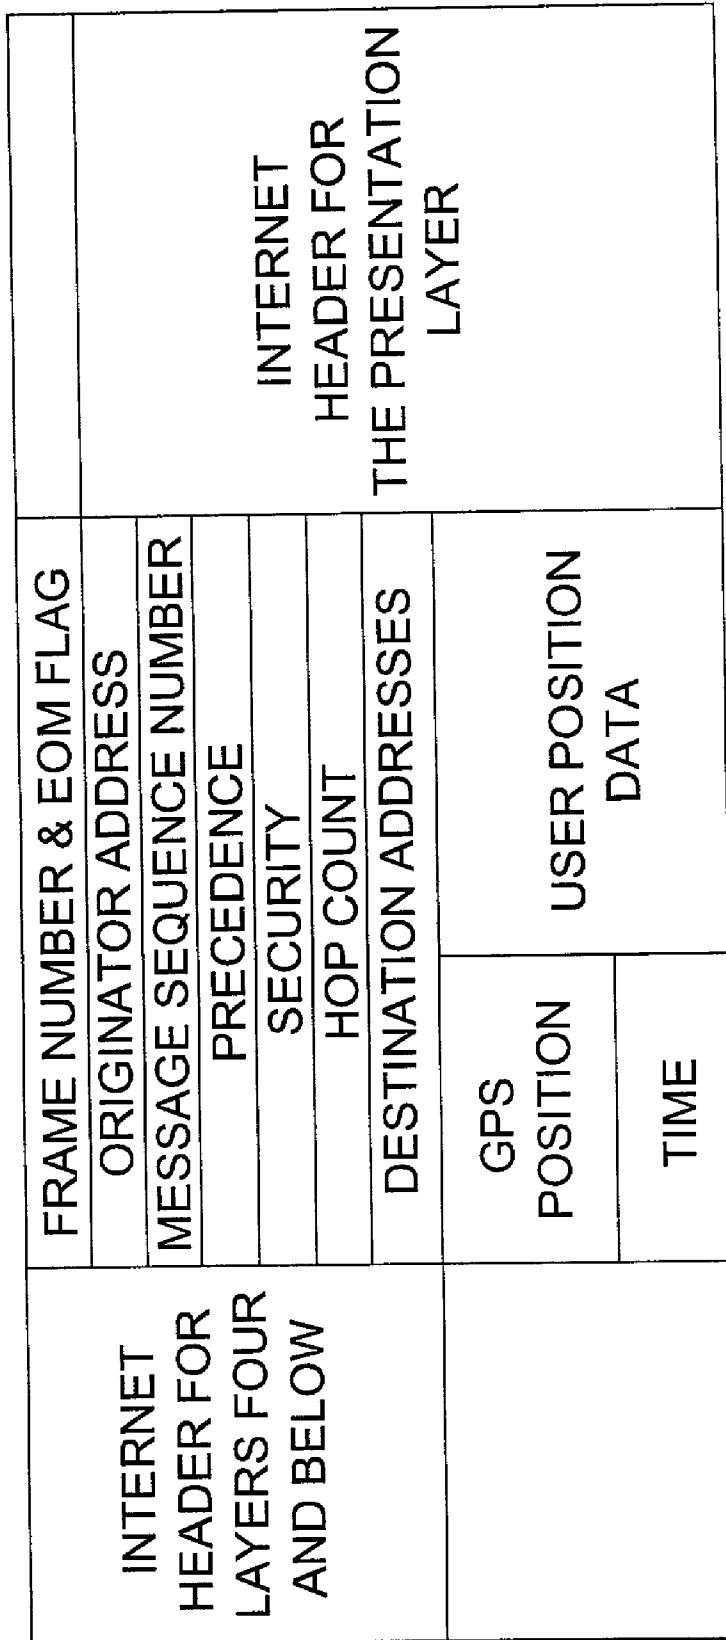 INTERNET
HEADER FOR
LAYERS FOUR
AND BELOW
FRAME NUMBER & EOM FLAG
ORIGINATOR ADDRESS
MESSAGE SEQUENCE NUMBER
PRECEDENCE
SECURITY
HOP COUNT
DESTINATION ADDRESSES
GPS
POSITION
TIME
USER POSITION
DATA
INTERNET
HEADER FOR
THE PRESENTATION
LAYER